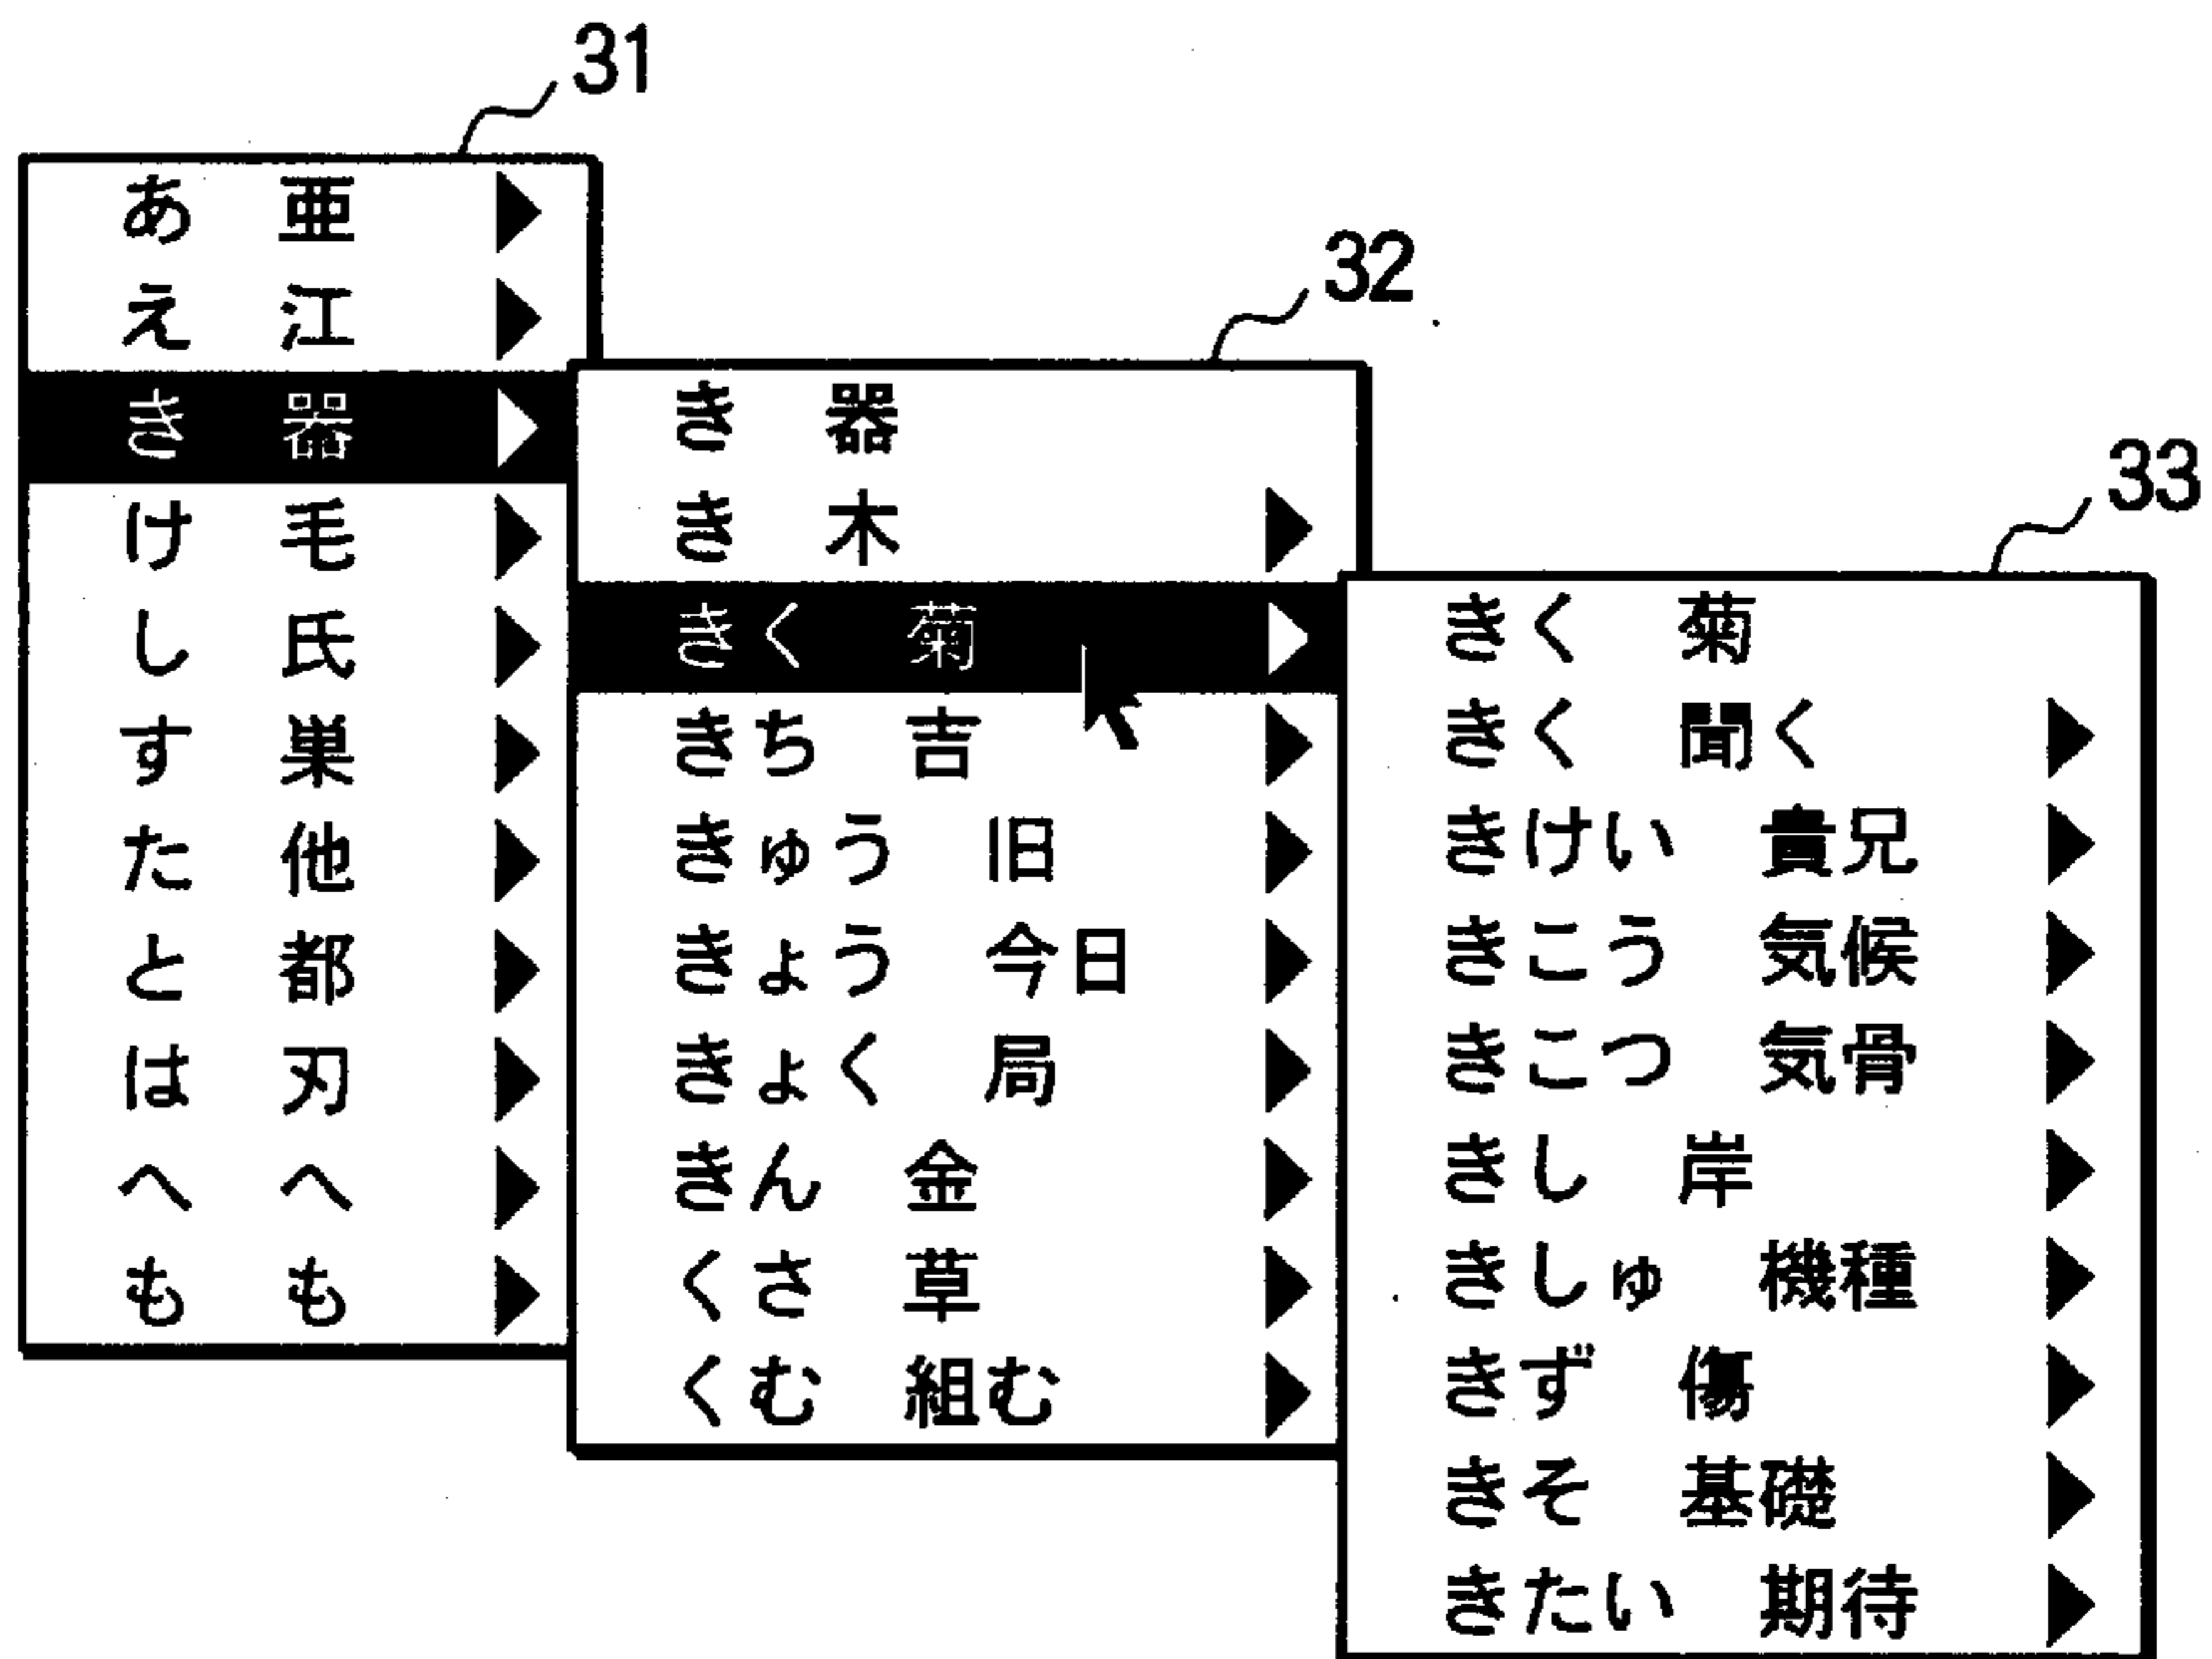 31
あ 亜
え 江
き 器
け 毛
し 氏
す 巣
た 他
と 都
は 刃
へ へ
も も
32
き 器
き 木
きく 菊
きち 吉
きゅう 旧
きょう 今日
きょく 局
きん 金
くさ 草
くむ 組む
33
きく 菊
きく 聞く
きけい 貴兄
きこう 気候
きこつ 気骨
きし 岸
きしゅ 機種
きず 傷
きそ 基礎
きたい 期待